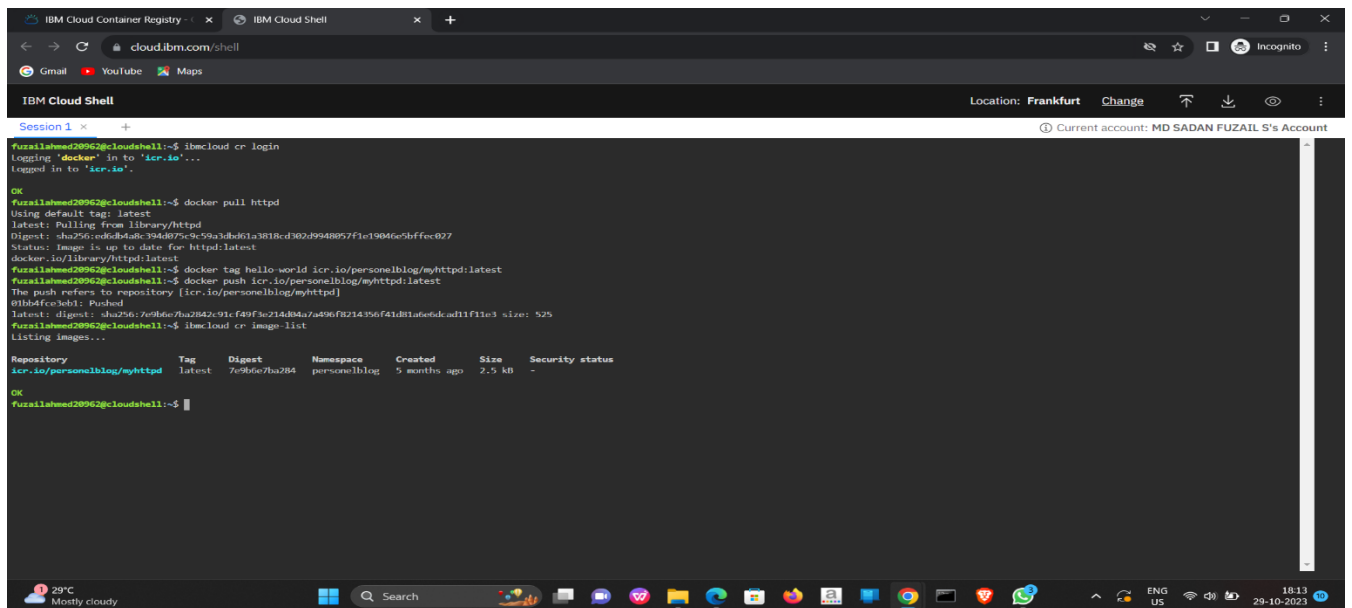 IBM Cloud Container Registry - C
IBM Cloud Shell
cloud.ibm.com/shell
Incognito
Gmail YouTube Maps
IBM Cloud Shell
Location: Frankfurt Change
Session 1
Current account: MD SADAN FUZAIL S's Account
fuzailahmed20962@cloudshell:~$ ibmcloud cr login
Logging 'docker' in to 'icr.io'...
Logged in to 'icr.io'.
OK
fuzailahmed20962@cloudshell:~$ docker pull httpd
Using default tag: latest
latest: Pulling from library/httpd
Digest: sha256:ed6db4a8c394d075c9c59a3dbd61a3818cd302d9948057f1e19046e5bffec027
Status: Image is up to date for httpd:latest
docker.io/library/httpd:latest
fuzailahmed20962@cloudshell:~$ docker tag hello-world icr.io/personelblog/myhttpd:latest
fuzailahmed20962@cloudshell:~$ docker push icr.io/personelblog/myhttpd:latest
The push refers to repository [icr.io/personelblog/myhttpd]
01bb4fce3eb1: Pushed
latest: digest: sha256:7e9b6e7ba2842c91cf49f3e214d04a7a496f8214356f41d81a6e6dcad11f11e3 size: 525
fuzailahmed20962@cloudshell:~$ ibmcloud cr image-list
Listing images...
Repository Tag Digest Namespace Created Size Security status
icr.io/personelblog/myhttpd latest 7e9b6e7ba284 personelblog 5 months ago 2.5 kB -
OK
fuzailahmed20962@cloudshell:~$
1
29°C
Mostly cloudy
Search
3
ENG
US
18:13
29-10-2023
10